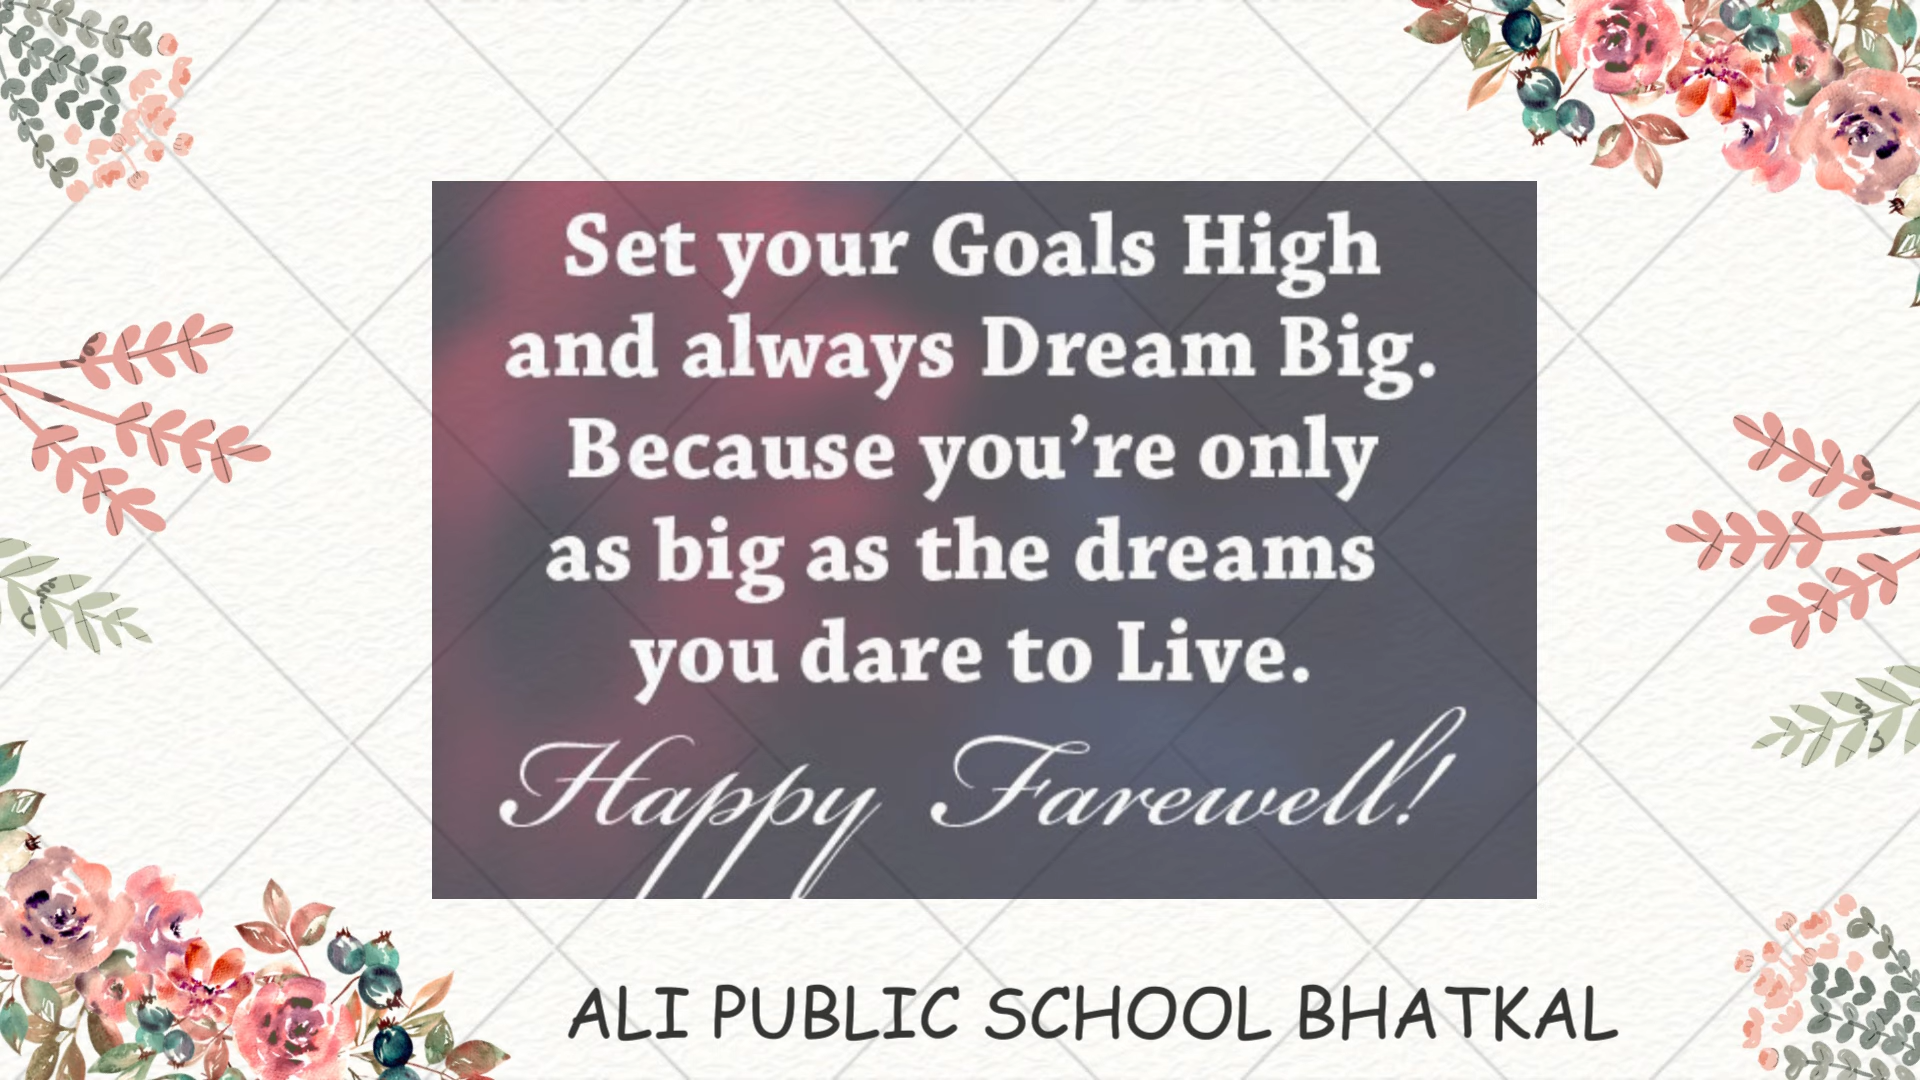 Set your Goals High
and always Dream Big.
Because you’re only
as big as the dreams
you dare to Live.
Happy Farewell!
ALI PUBLIC SCHOOL BHATKAL